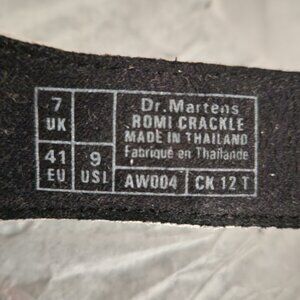 7
UK
41
EU
9
USL
Dr. Martens
ROMI CRACKLE
MADE IN THAILAND
Fabriqué en Thaïlande
AW004
CK 12 T